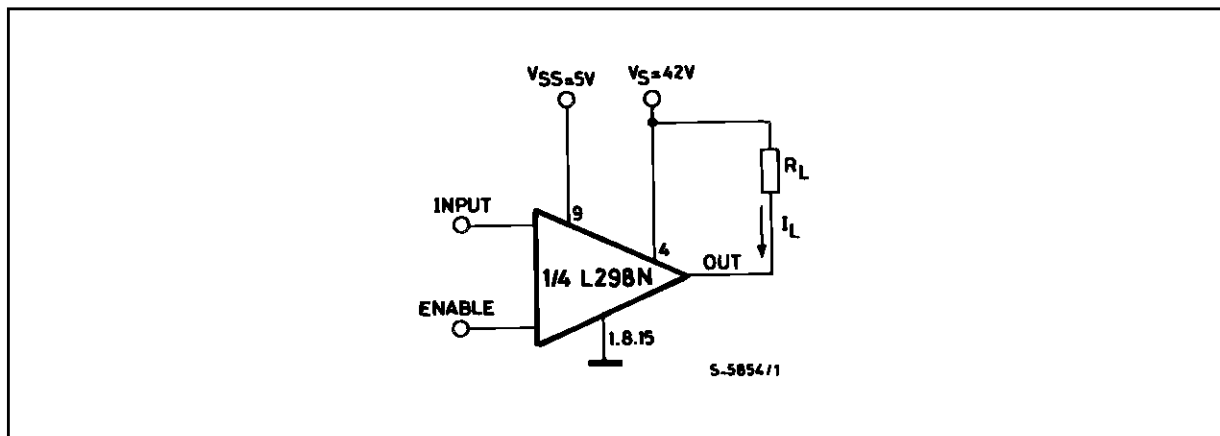 VSS=5V
VS=42V
RL
INPUT
9
IL
4
OUT
1/4 L298N
ENABLE
1.8.15
S-5854/1